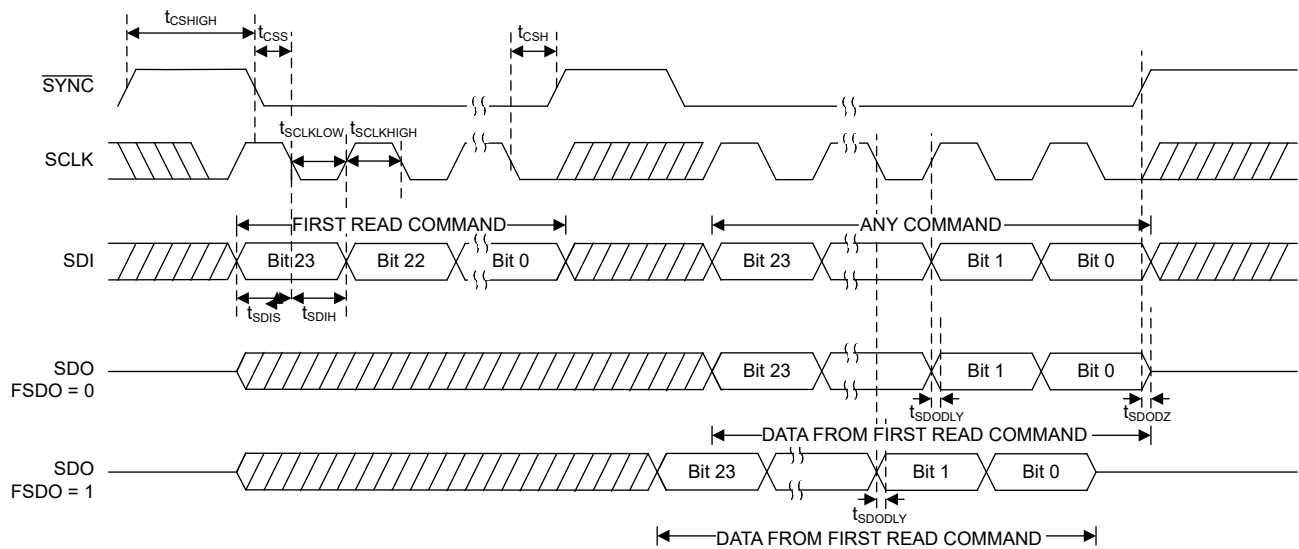 tCSHIGH
tCSS
tCSH
SYNC
tSCLKLOW
tSCLKHIGH
SCLK
FIRST READ COMMAND
ANY COMMAND
SDI
Bit 23
Bit 22
Bit 0
Bit 23
Bit 1
Bit 0
tSDIS
tSDIH
SDO
FSDO = 0
Bit 23
Bit 1
Bit 0
tSDODLY
tSDODZ
DATA FROM FIRST READ COMMAND
SDO
FSDO = 1
Bit 23
Bit 1
Bit 0
tSDODLY
DATA FROM FIRST READ COMMAND